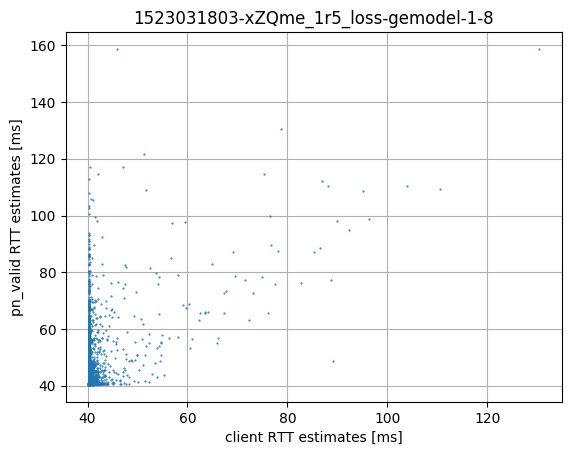 1523031803-xZQme_1r5_loss-gemodel-1-8
160
140
120
100
80
60
40
pn_valid RTT estimates [ms]
40 60 80 100 120
client RTT estimates [ms]